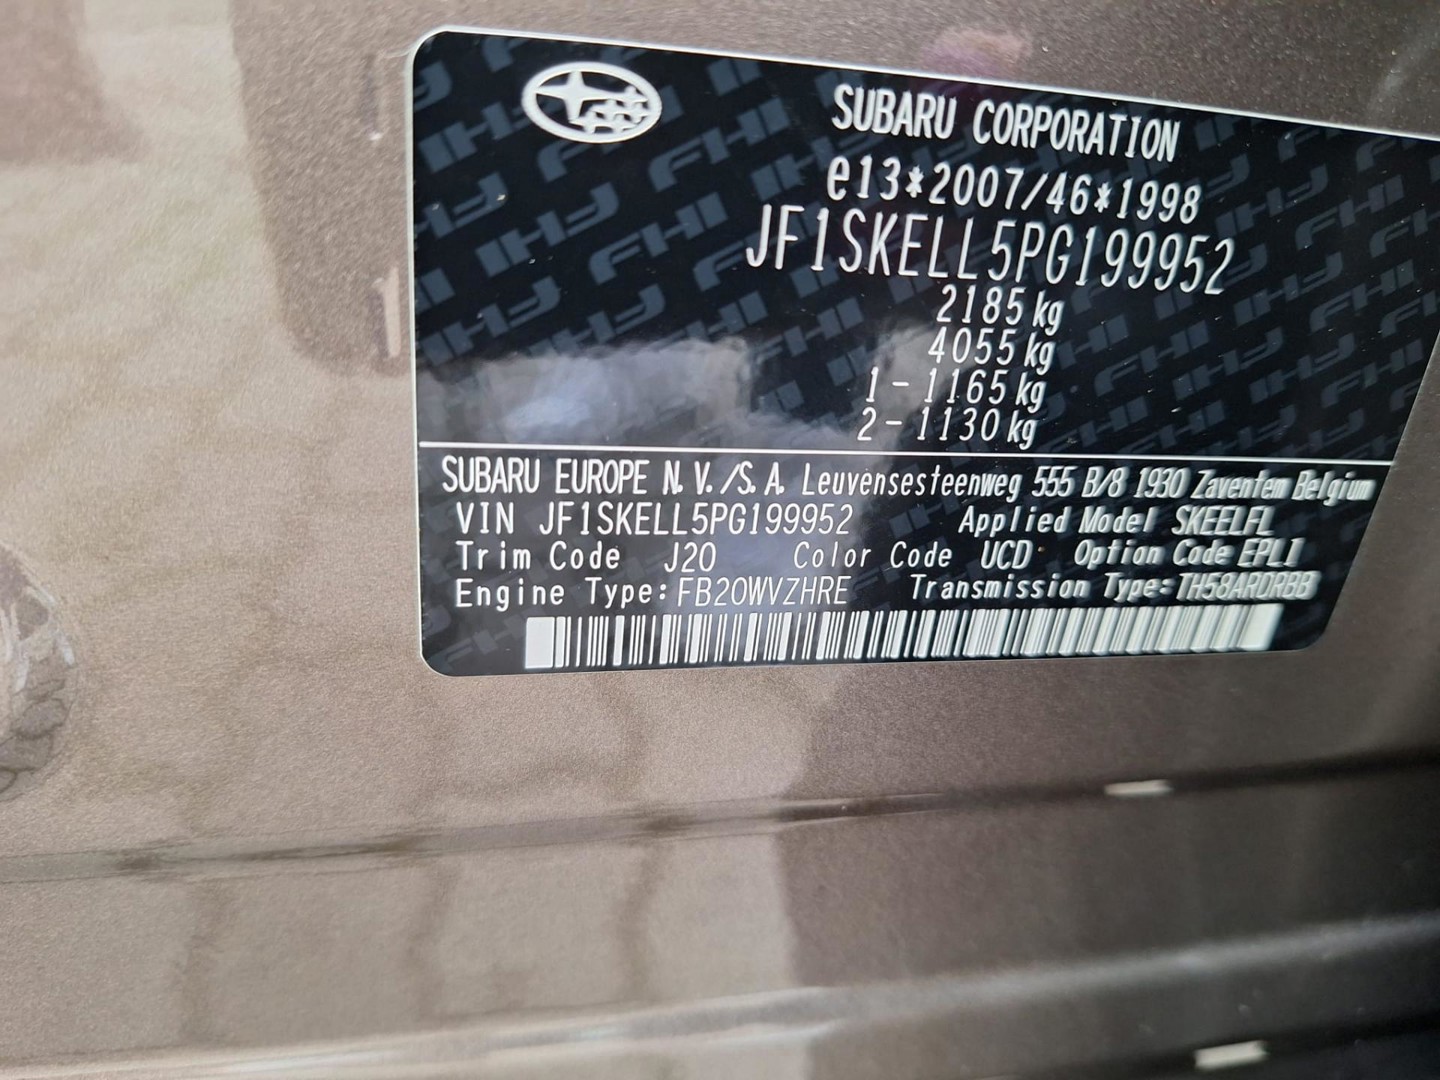 SUBARU CORPORATION
e13*2007/46*1998
JF1SKELL5PG199952
2185 kg
4055 kg
1 - 1165 kg
2 - 1130 kg
SUBARU EUROPE N.V./S.A. Leuvensesteenweg 555 B/8 1930 Zaventem Belgium
VIN JF1SKELL5PG199952 Applied Model SKEELFL
Trim Code J20 Color Code UCD Option Code EPL1
Engine Type: FB20WVZHRE Transmission Type: TH58ARDRBB